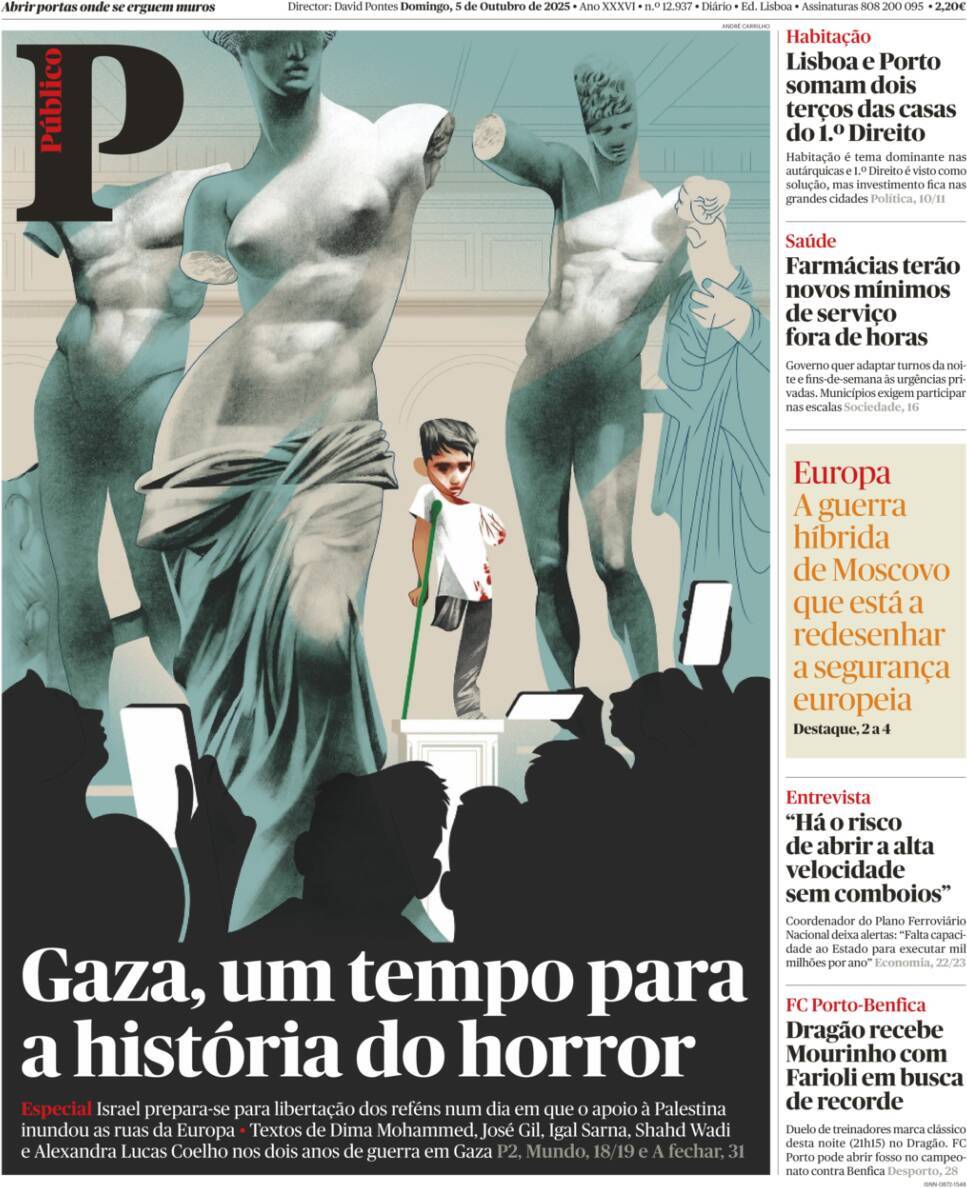 Abrir portas onde se erguem muros
Director: David Pontes Domingo, 5 de Outubro de 2025 • Ano XXXVI • n.º 12.937 • Diário • Ed. Lisboa • Assinaturas 808 200 095 • 2,20€
ANDRÉ CARRILHO
P
Público
Habitação
Lisboa e Porto
somam dois
terços das casas
do 1.º Direito
Habitação é tema dominante nas
autárquicas e 1.º Direito é visto como
solução, mas investimento fica nas
grandes cidades Política, 10/11
Saúde
Farmácias terão
novos mínimos
de serviço
fora de horas
Governo quer adaptar turnos da noi-
te e fins-de-semana às urgências pri-
vadas. Municípios exigem participar
nas escalas Sociedade, 16
Europa
A guerra
híbrida
de Moscovo
que está a
redesenhar
a segurança
europeia
Destaque, 2 a 4
Entrevista
“Há o risco
de abrir a alta
velocidade
sem comboios”
Coordenador do Plano Ferroviário
Nacional deixa alertas: “Falta capaci-
dade ao Estado para executar mil
milhões por ano” Economia, 22/23
FC Porto-Benfica
Dragão recebe
Mourinho com
Farioli em busca
de recorde
Duelo de treinadores marca clássico
desta noite (21h15) no Dragão. FC
Porto pode abrir fosso no campeo-
nato contra Benfica Desporto, 28
ISNN-0872-1548
Gaza, um tempo para
a história do horror
Especial Israel prepara-se para libertação dos reféns num dia em que o apoio à Palestina
inundou as ruas da Europa • Textos de Dima Mohammed, José Gil, Igal Sarna, Shahd Wadi
e Alexandra Lucas Coelho nos dois anos de guerra em Gaza P2, Mundo, 18/19 e A fechar, 31